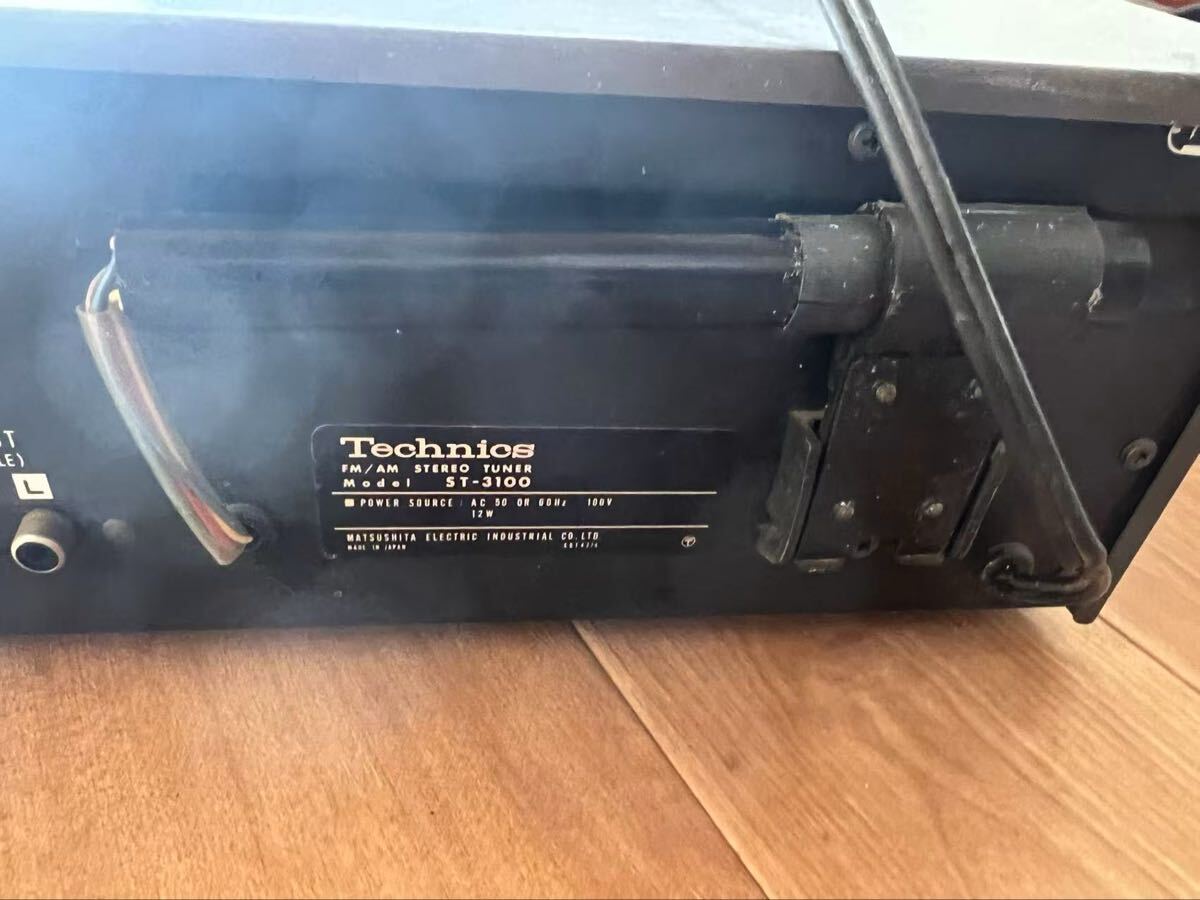 L
Technics
FM/AM STEREO TUNER
Model ST-3100
POWER SOURCE : AC 50 OR 60Hz 100V
12W
MATSUSHITA ELECTRIC INDUSTRIAL CO.,LTD.
MADE IN JAPAN